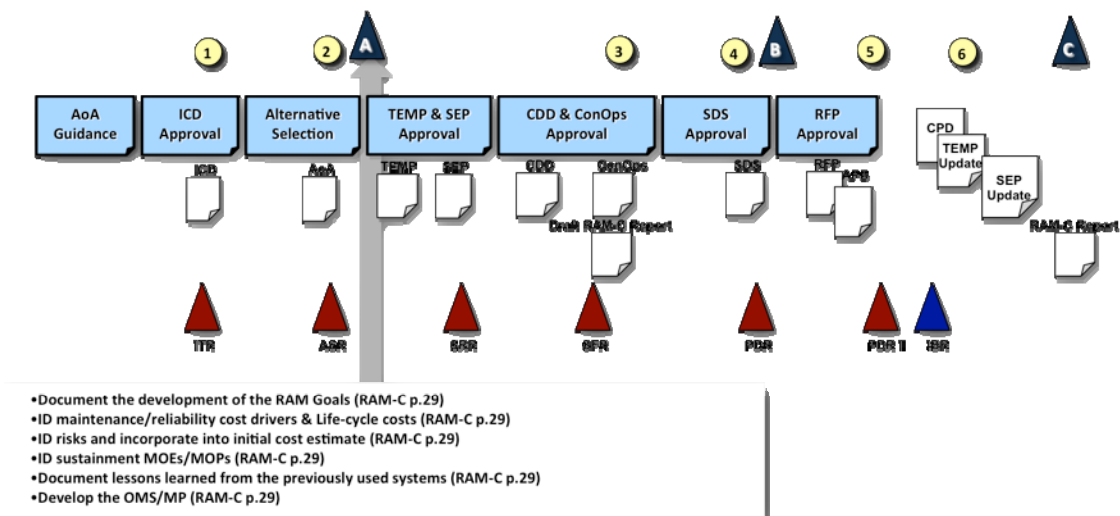 A
B
C
1
2
3
4
5
6
AoA
Guidance
ICD
Approval
Alternative
Selection
TEMP & SEP
Approval
CDD & ConOps
Approval
SDS
Approval
RFP
Approval
CPD
TEMP
Update
SEP
Update
ICD
AoA
TEMP
SEP
CDD
ConOps
SDS
RFP
APB
Draft RAM-C Report
RAM-C Report
ITR
ASR
SRR
SFR
PDR
PDR II
IBR
•Document the development of the RAM Goals (RAM-C p.29)
•ID maintenance/reliability cost drivers & Life-cycle costs (RAM-C p.29)
•ID risks and incorporate into initial cost estimate (RAM-C p.29)
•ID sustainment MOEs/MOPs (RAM-C p.29)
•Document lessons learned from the previously used systems (RAM-C p.29)
•Develop the OMS/MP (RAM-C p.29)